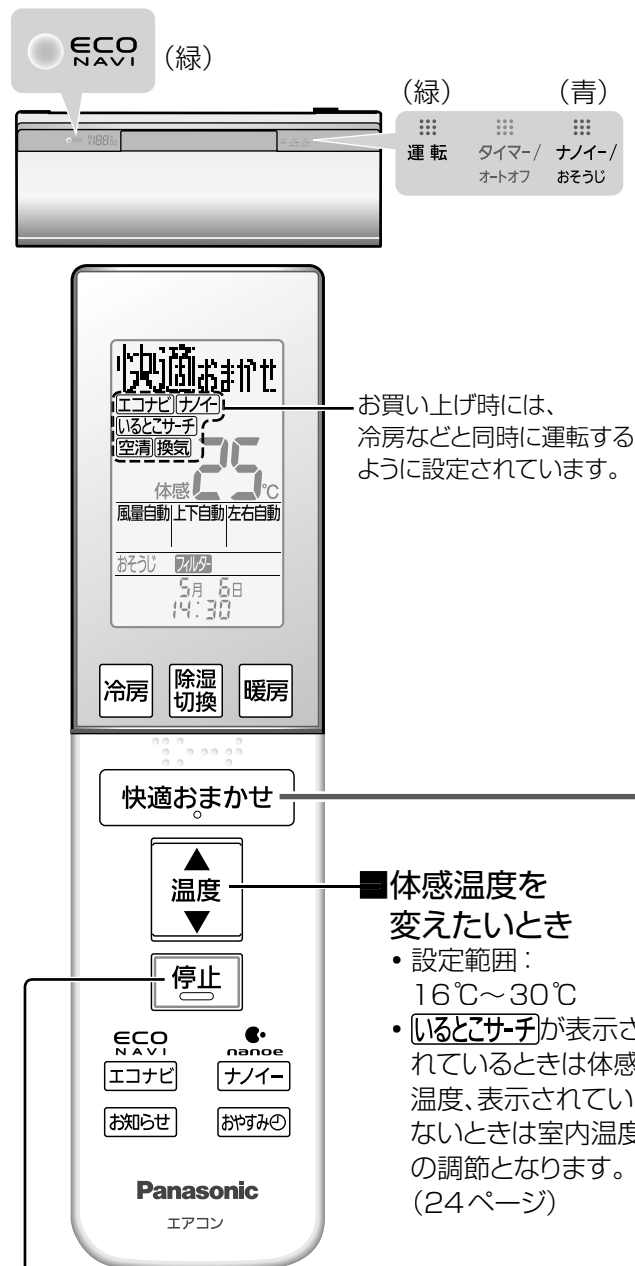 ECO NAVI （緑）
（緑） （青）
運転 タイマー/ ナノイー/
オートオフ おそうじ
快適おまかせ
エコナビ ナノイー
いるとこサーチ
空清 換気
体感 25℃
風量自動 上下自動 左右自動
おそうじ フィルター
5月 6日
14:30
お買い上げ時には、
冷房などと同時に運転する
ように設定されています。
冷房 除湿切換 暖房
快適おまかせ
▲
温度
▼
停止
■体感温度を
変えたいとき
• 設定範囲：
16℃～30℃
• いるとこサーチが表示さ
れているときは体感
温度、表示されてい
ないときは室内温度
の調節となります。
（24ページ）
ECO NAVI nanoe
エコナビ ナノイー
お知らせ おやすみ
Panasonic
エアコン